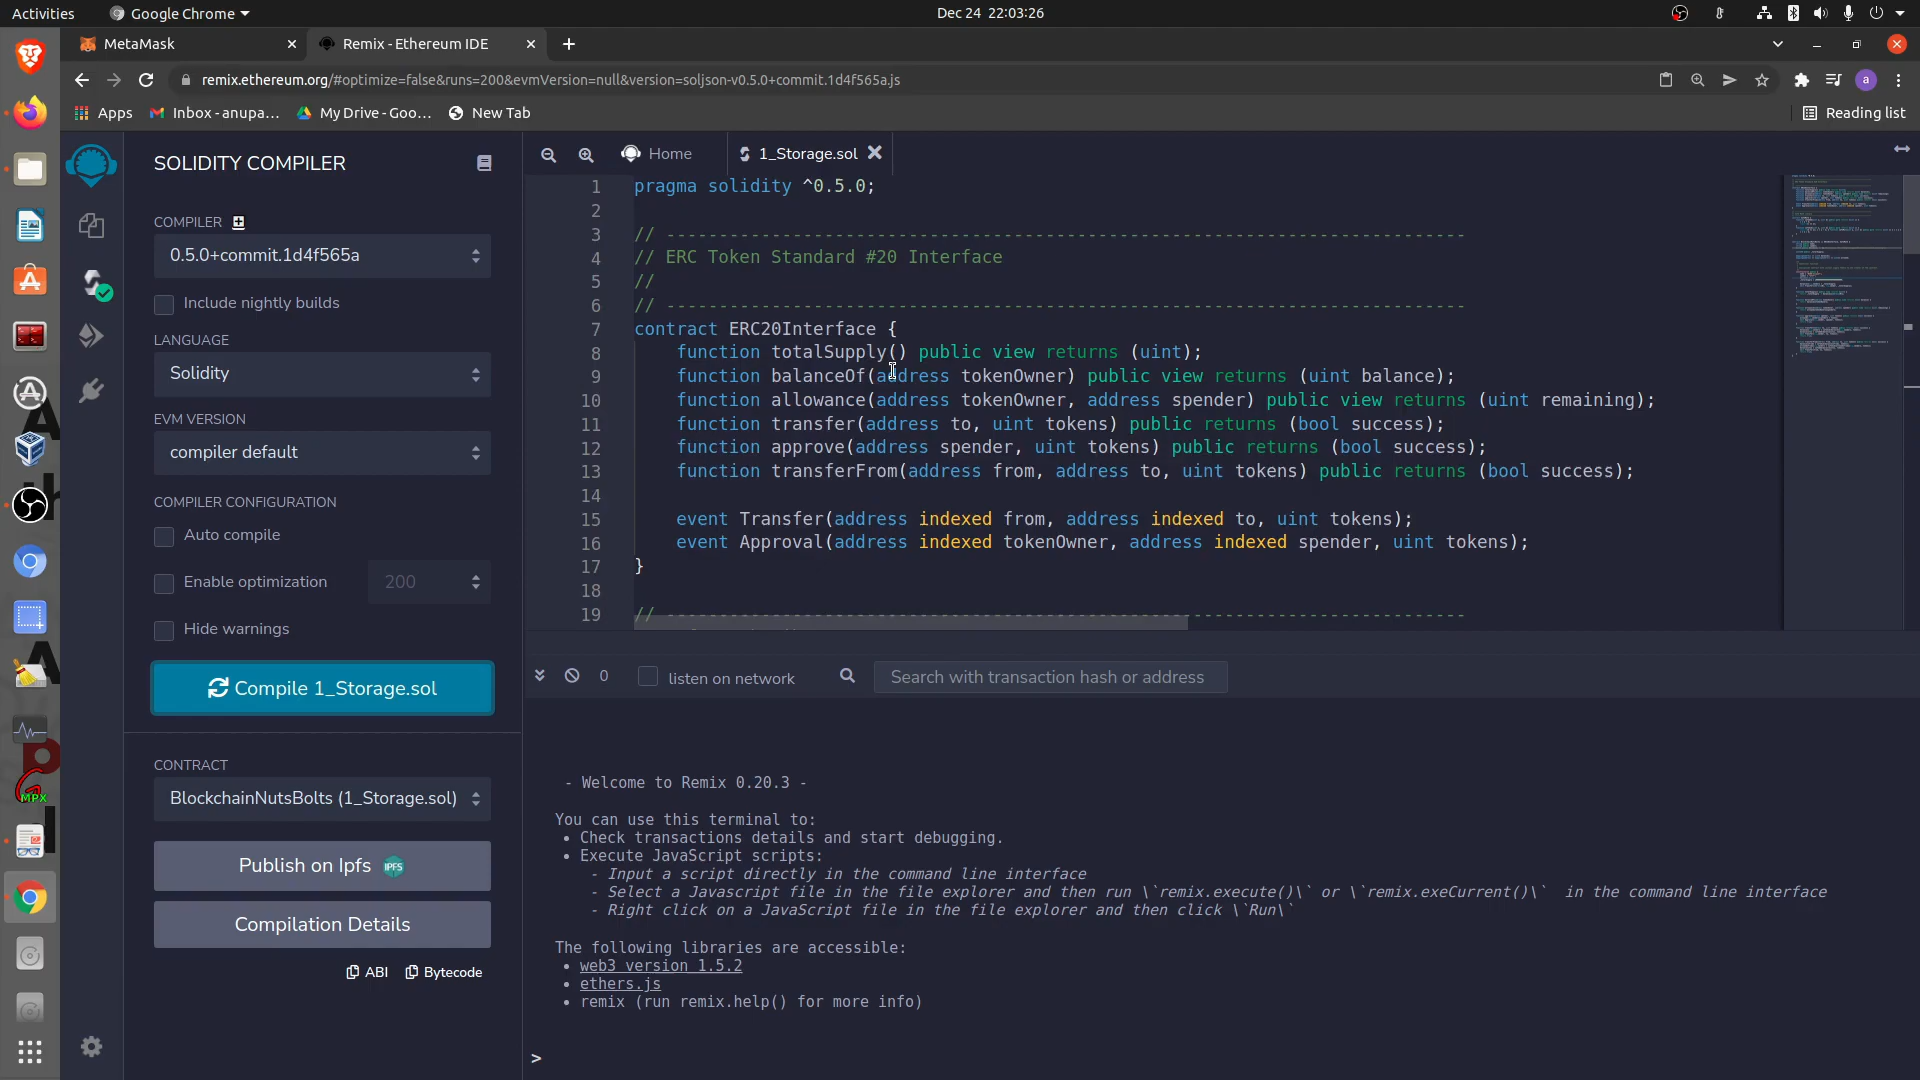 Activities
Google Chrome
Dec 24 22:03:26
MetaMask
Remix - Ethereum IDE
remix.ethereum.org/#optimize=false&runs=200&evmVersion=null&version=soljson-v0.5.0+commit.1d4f565a.js
a
Apps
Inbox - anupa...
My Drive - Goo...
New Tab
Reading list
SOLIDITY COMPILER
COMPILER
0.5.0+commit.1d4f565a
Include nightly builds
LANGUAGE
Solidity
EVM VERSION
compiler default
COMPILER CONFIGURATION
Auto compile
Enable optimization
200
Hide warnings
Compile 1_Storage.sol
CONTRACT
BlockchainNutsBolts (1_Storage.sol)
Publish on Ipfs
IPFS
Compilation Details
ABI
Bytecode
MPX
Home
1_Storage.sol
1 pragma solidity ^0.5.0;
2
3 // ----------------------------------------------------------------------------
4 // ERC Token Standard #20 Interface
5 //
6 // ----------------------------------------------------------------------------
7 contract ERC20Interface {
8 function totalSupply() public view returns (uint);
9 function balanceOf(address tokenOwner) public view returns (uint balance);
10 function allowance(address tokenOwner, address spender) public view returns (uint remaining);
11 function transfer(address to, uint tokens) public returns (bool success);
12 function approve(address spender, uint tokens) public returns (bool success);
13 function transferFrom(address from, address to, uint tokens) public returns (bool success);
14
15 event Transfer(address indexed from, address indexed to, uint tokens);
16 event Approval(address indexed tokenOwner, address indexed spender, uint tokens);
17 }
18
19 // ----------------------------------------------------------------------------
0
listen on network
Search with transaction hash or address
- Welcome to Remix 0.20.3 -
You can use this terminal to:
• Check transactions details and start debugging.
• Execute JavaScript scripts:
- Input a script directly in the command line interface
- Select a Javascript file in the file explorer and then run \`remix.execute()\` or \`remix.exeCurrent()\` in the command line interface
- Right click on a JavaScript file in the file explorer and then click \`Run\`
The following libraries are accessible:
• web3 version 1.5.2
• ethers.js
• remix (run remix.help() for more info)
>